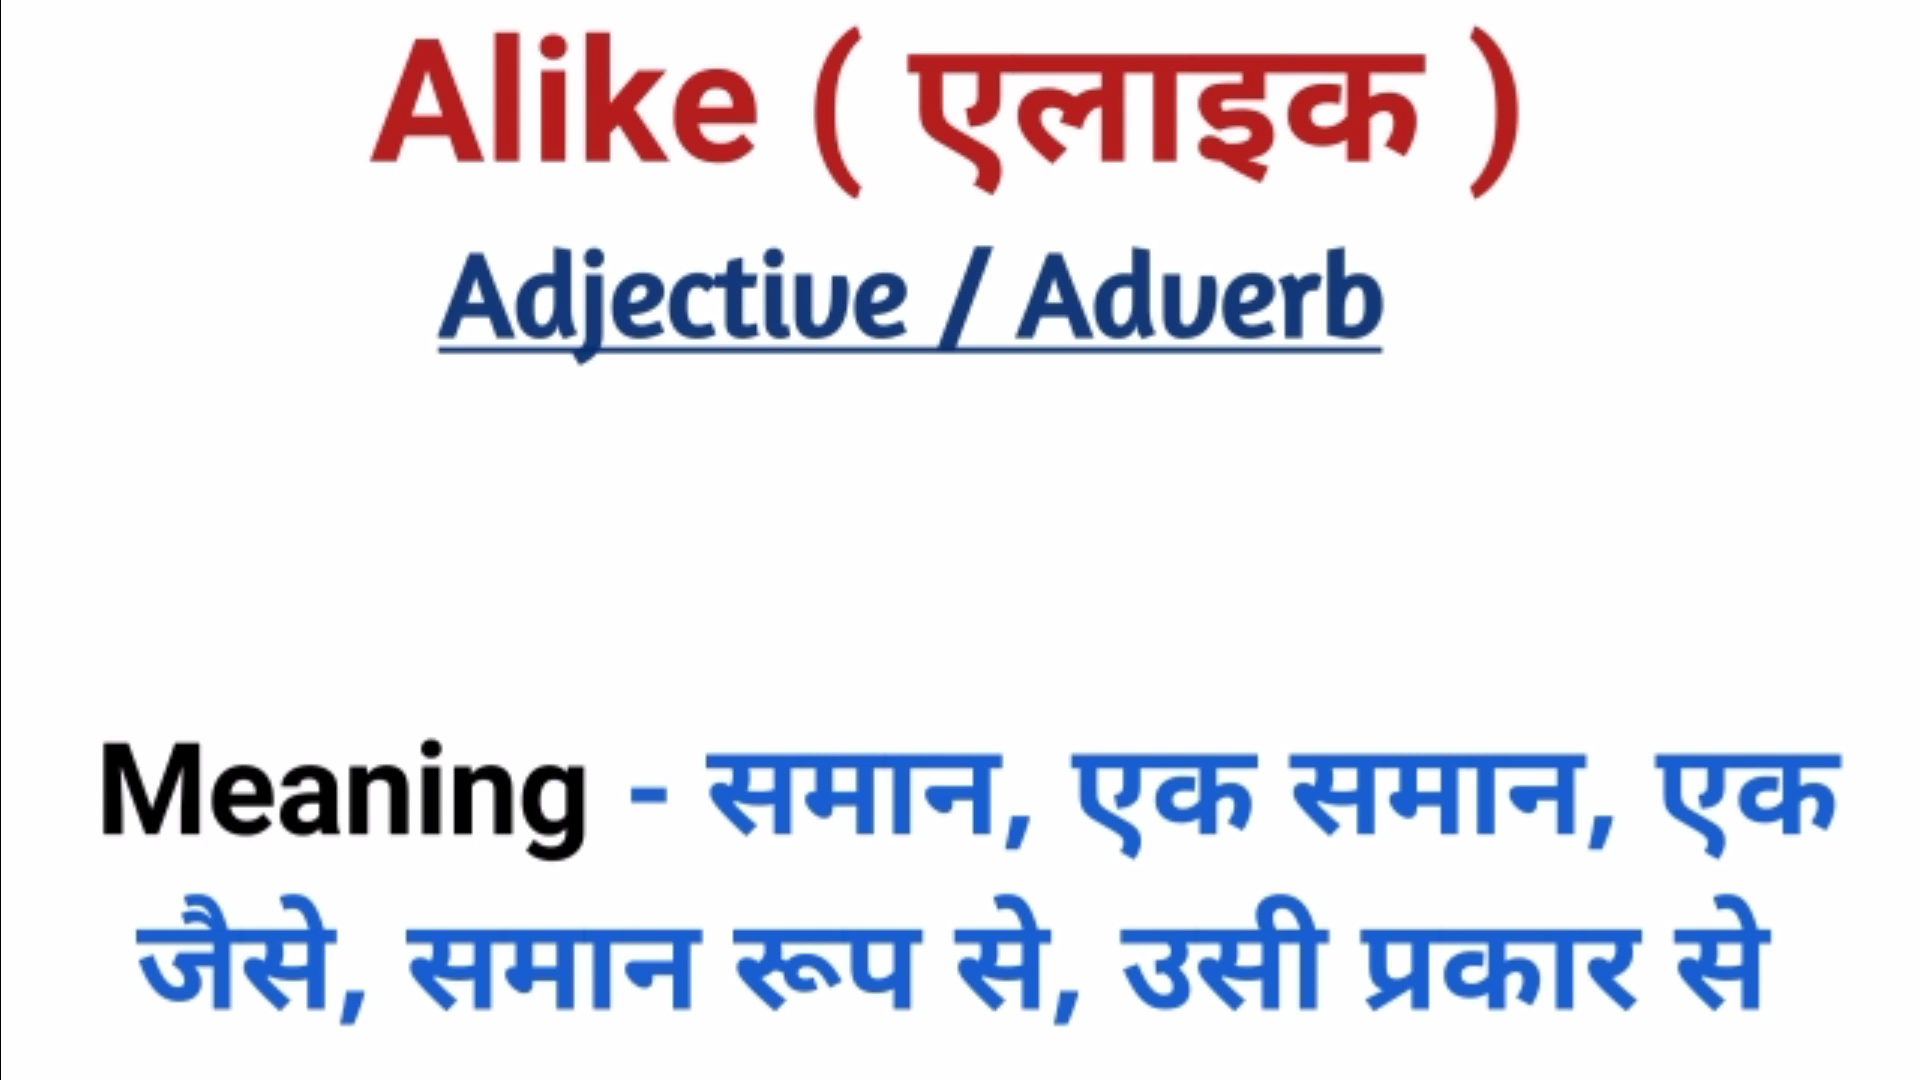 Alike ( एलाइक )
Adjective / Adverb
Meaning - समान, एक समान, एक
जैसे, समान रूप से, उसी प्रकार से